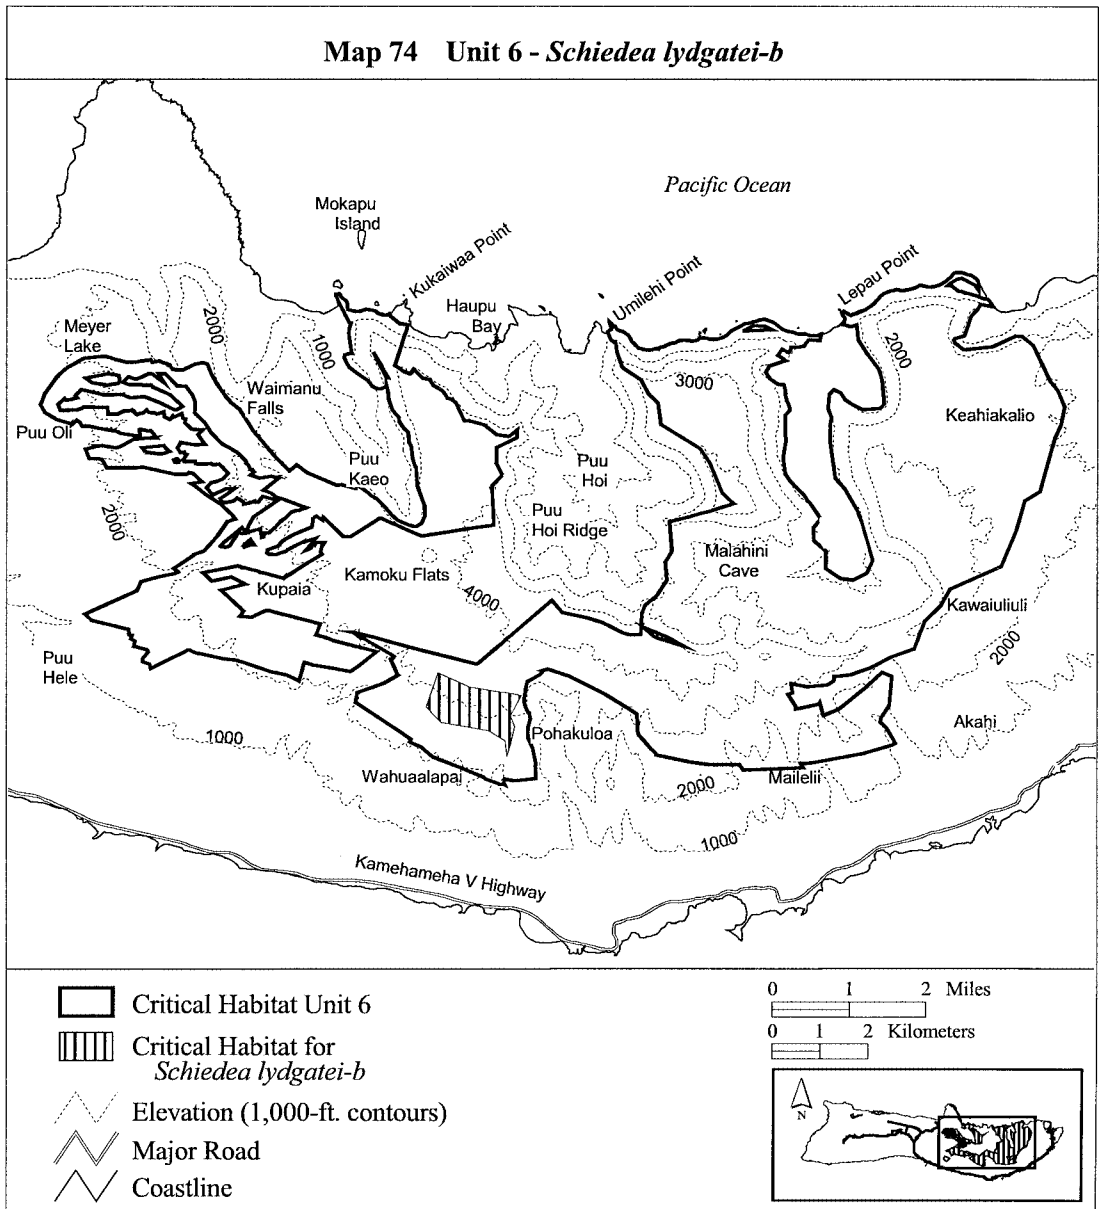 Map 74 Unit 6 - Schiedea lydgatei-b
Pacific Ocean
Mokapu
Island
Kukaiwaa Point
Haupu
Bay
Umilehi Point
Lepau Point
Meyer
Lake
2000
1000
Waimanu
Falls
3000
2000
Keahiakalio
Puu Oli
Puu
Kaeo
Puu
Hoi
2000
Puu
Hoi Ridge
Malahini
Cave
Kupaia
Kamoku Flats
4000
Kawaiuliuli
Puu
Hele
2000
1000
Pohakuloa
Akahi
Wahuaalapai
2000
Mailelii
1000
Kamehameha V Highway
Critical Habitat Unit 6
Critical Habitat for
Schiedea lydgatei-b
Elevation (1,000-ft. contours)
Major Road
Coastline
0 1 2 Miles
0 1 2 Kilometers
N